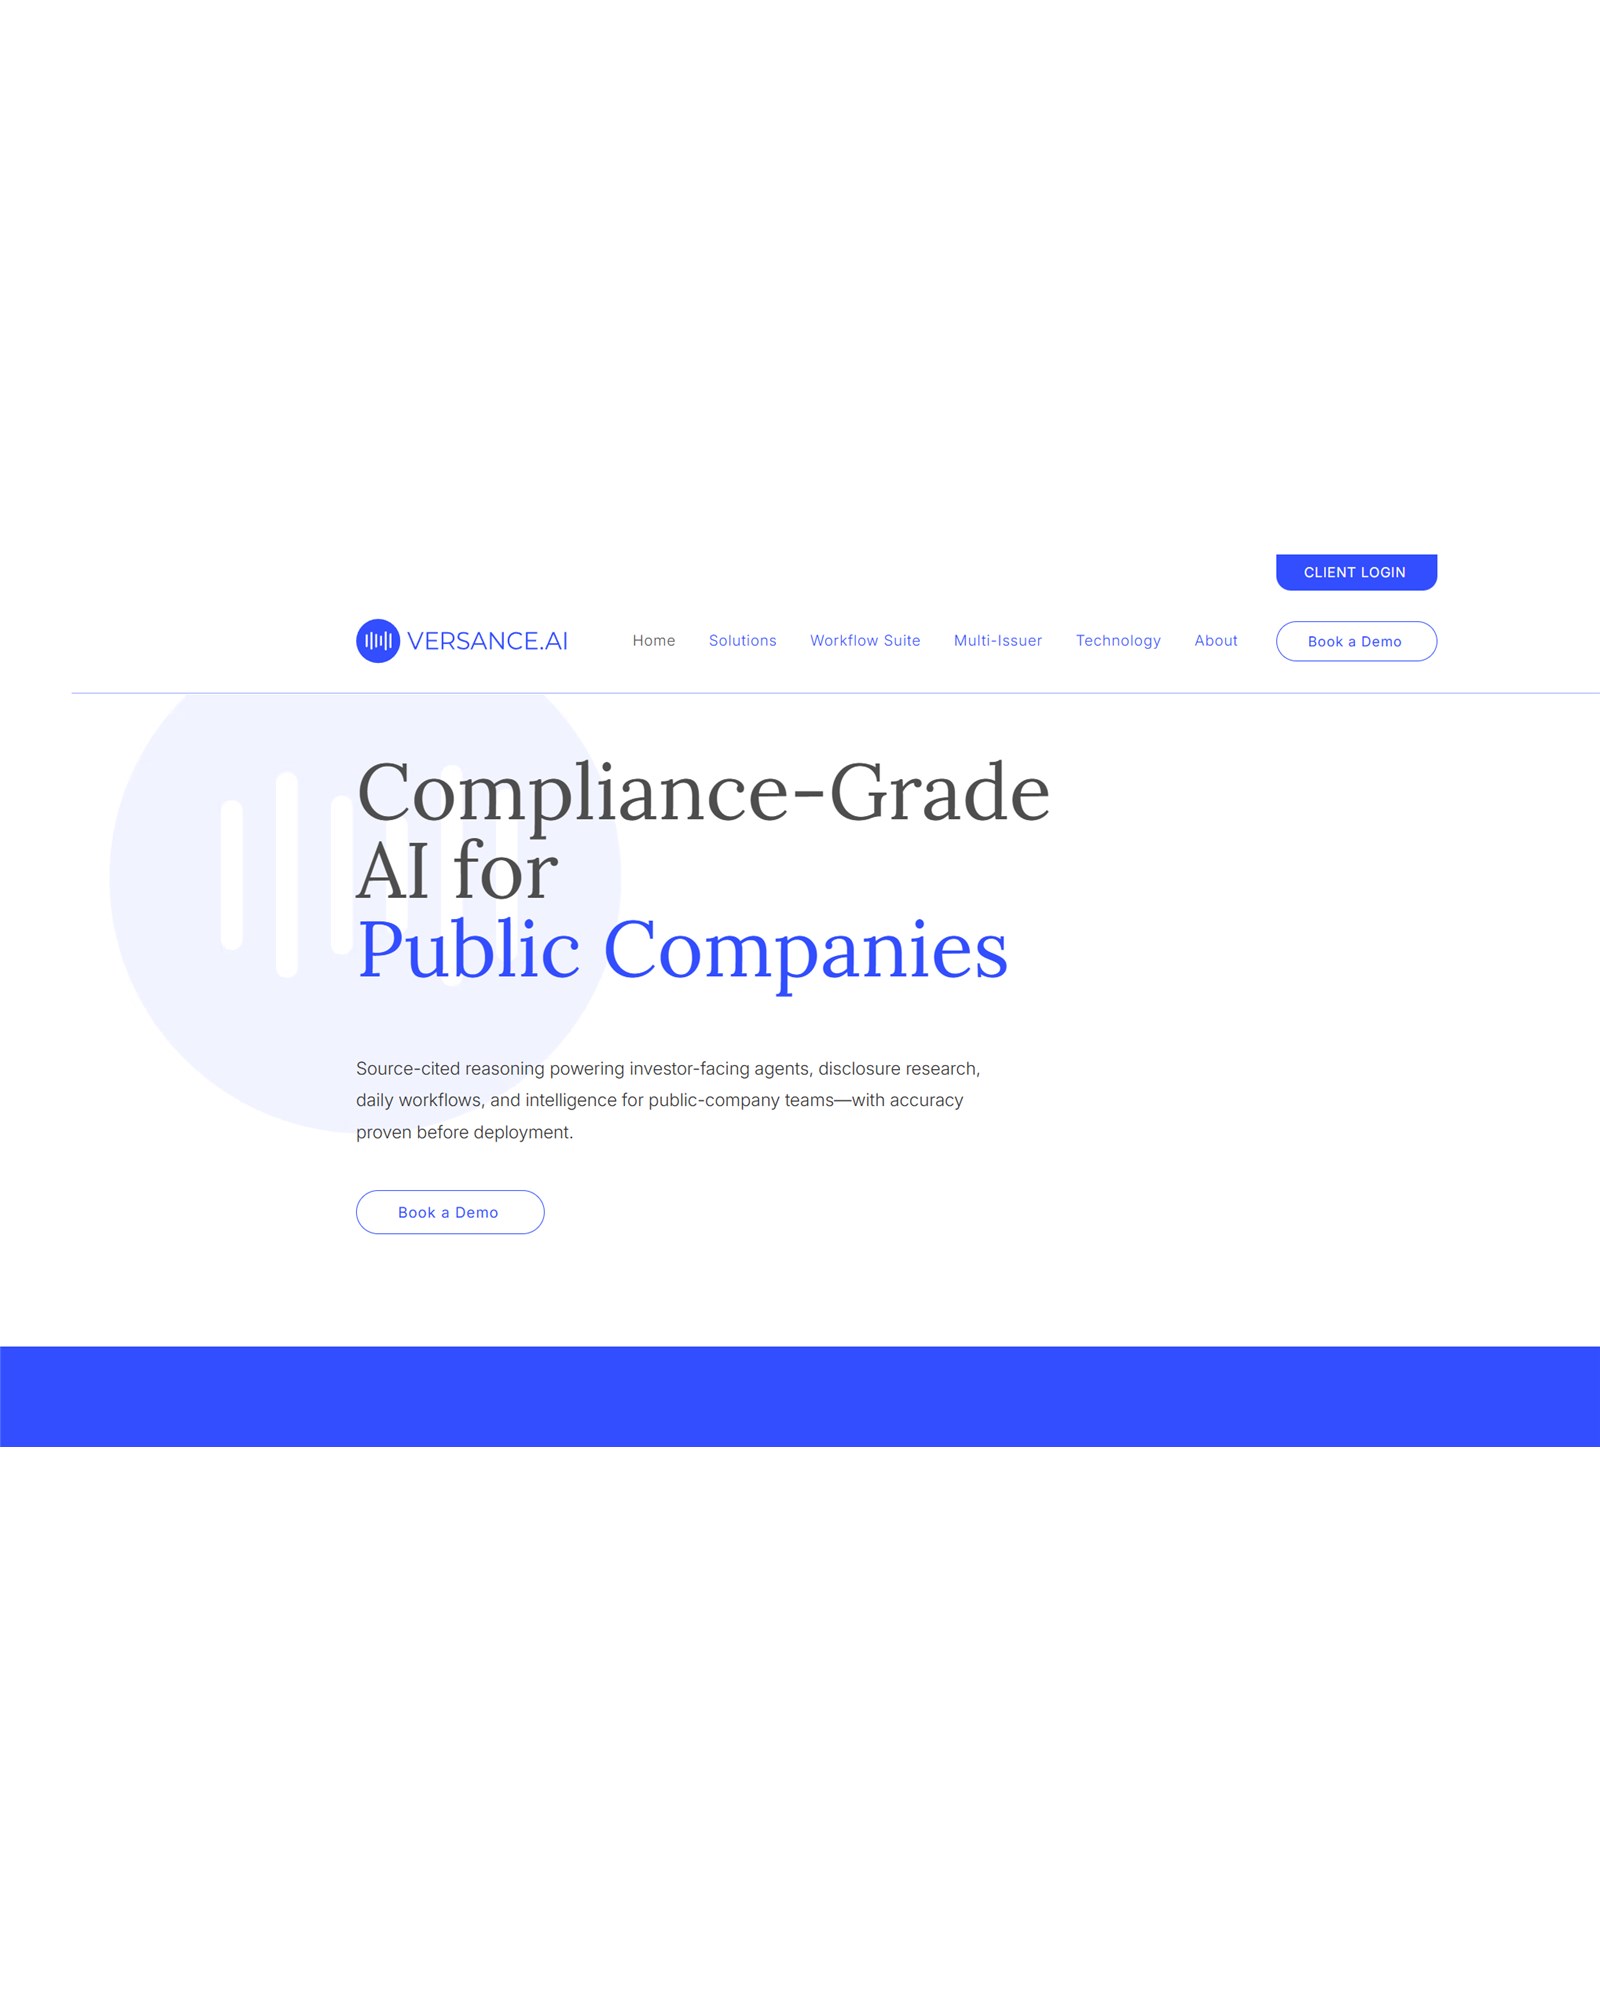 CLIENT LOGIN
VERSANCE.AI Home Solutions Workflow Suite Multi-Issuer Technology About Book a Demo
Compliance-Grade
AI for
Public Companies
Source-cited reasoning powering investor-facing agents, disclosure research,
daily workflows, and intelligence for public-company teams—with accuracy
proven before deployment.
Book a Demo